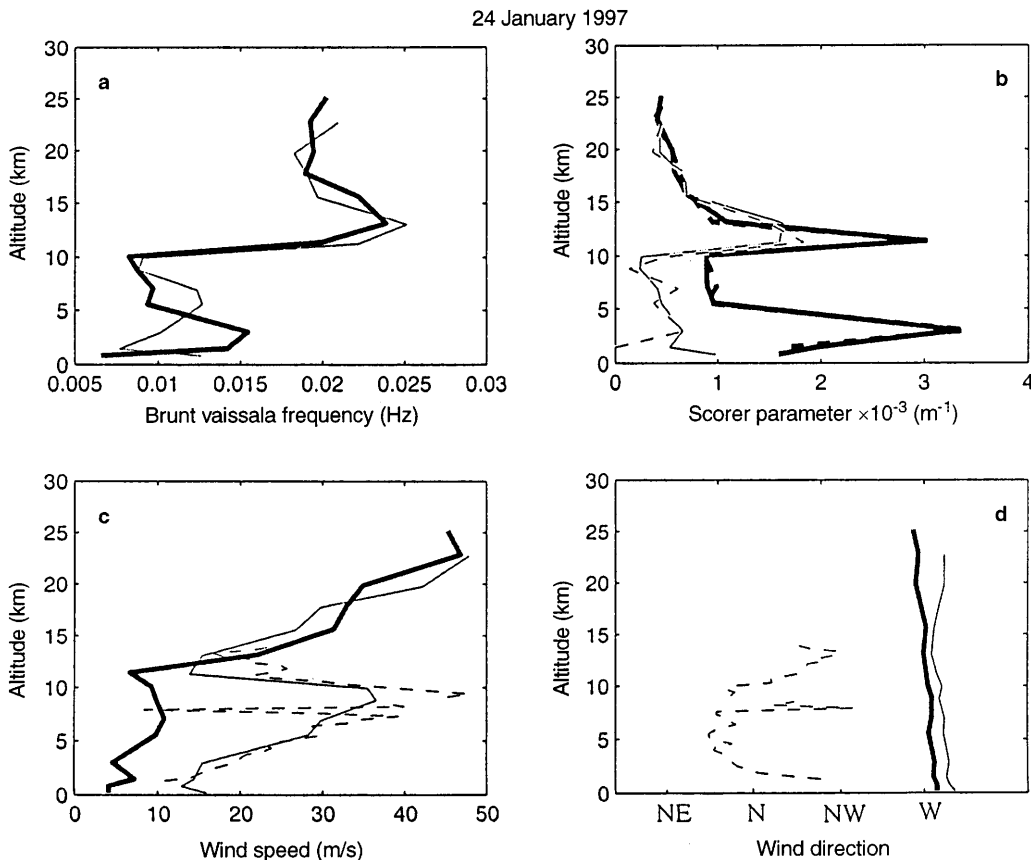 24 January 1997
a
30
25
20
15
10
5
0
Altitude (km)
0.005 0.01 0.015 0.02 0.025 0.03
Brunt vaissala frequency (Hz)
b
30
25
20
15
10
5
0
Altitude (km)
0 1 2 3 4
Scorer parameter ×10⁻³ (m⁻¹)
c
30
25
20
15
10
5
0
Altitude (km)
0 10 20 30 40 50
Wind speed (m/s)
d
30
25
20
15
10
5
0
Altitude (km)
NE N NW W
Wind direction